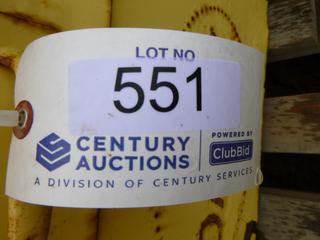 LOT NO
551
CENTURY
AUCTIONS
POWERED BY
ClubBid
A DIVISION OF CENTURY SERVICES